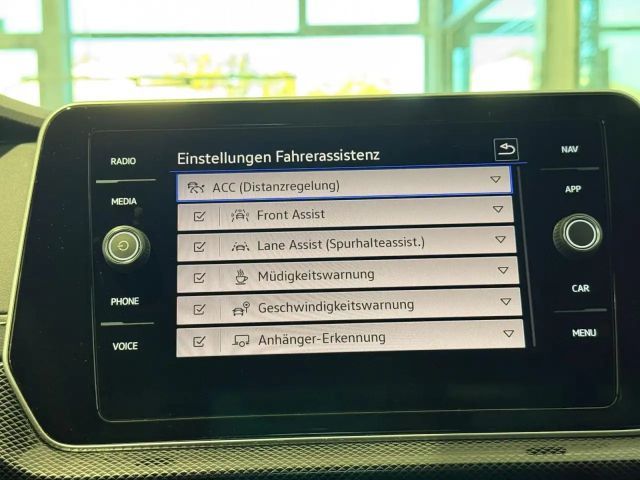 RADIO
MEDIA
PHONE
VOICE
Einstellungen Fahrerassistenz
ACC (Distanzregelung)
Front Assist
Lane Assist (Spurhalteassist.)
Müdigkeitswarnung
Geschwindigkeitswarnung
Anhänger-Erkennung
NAV
APP
CAR
MENU